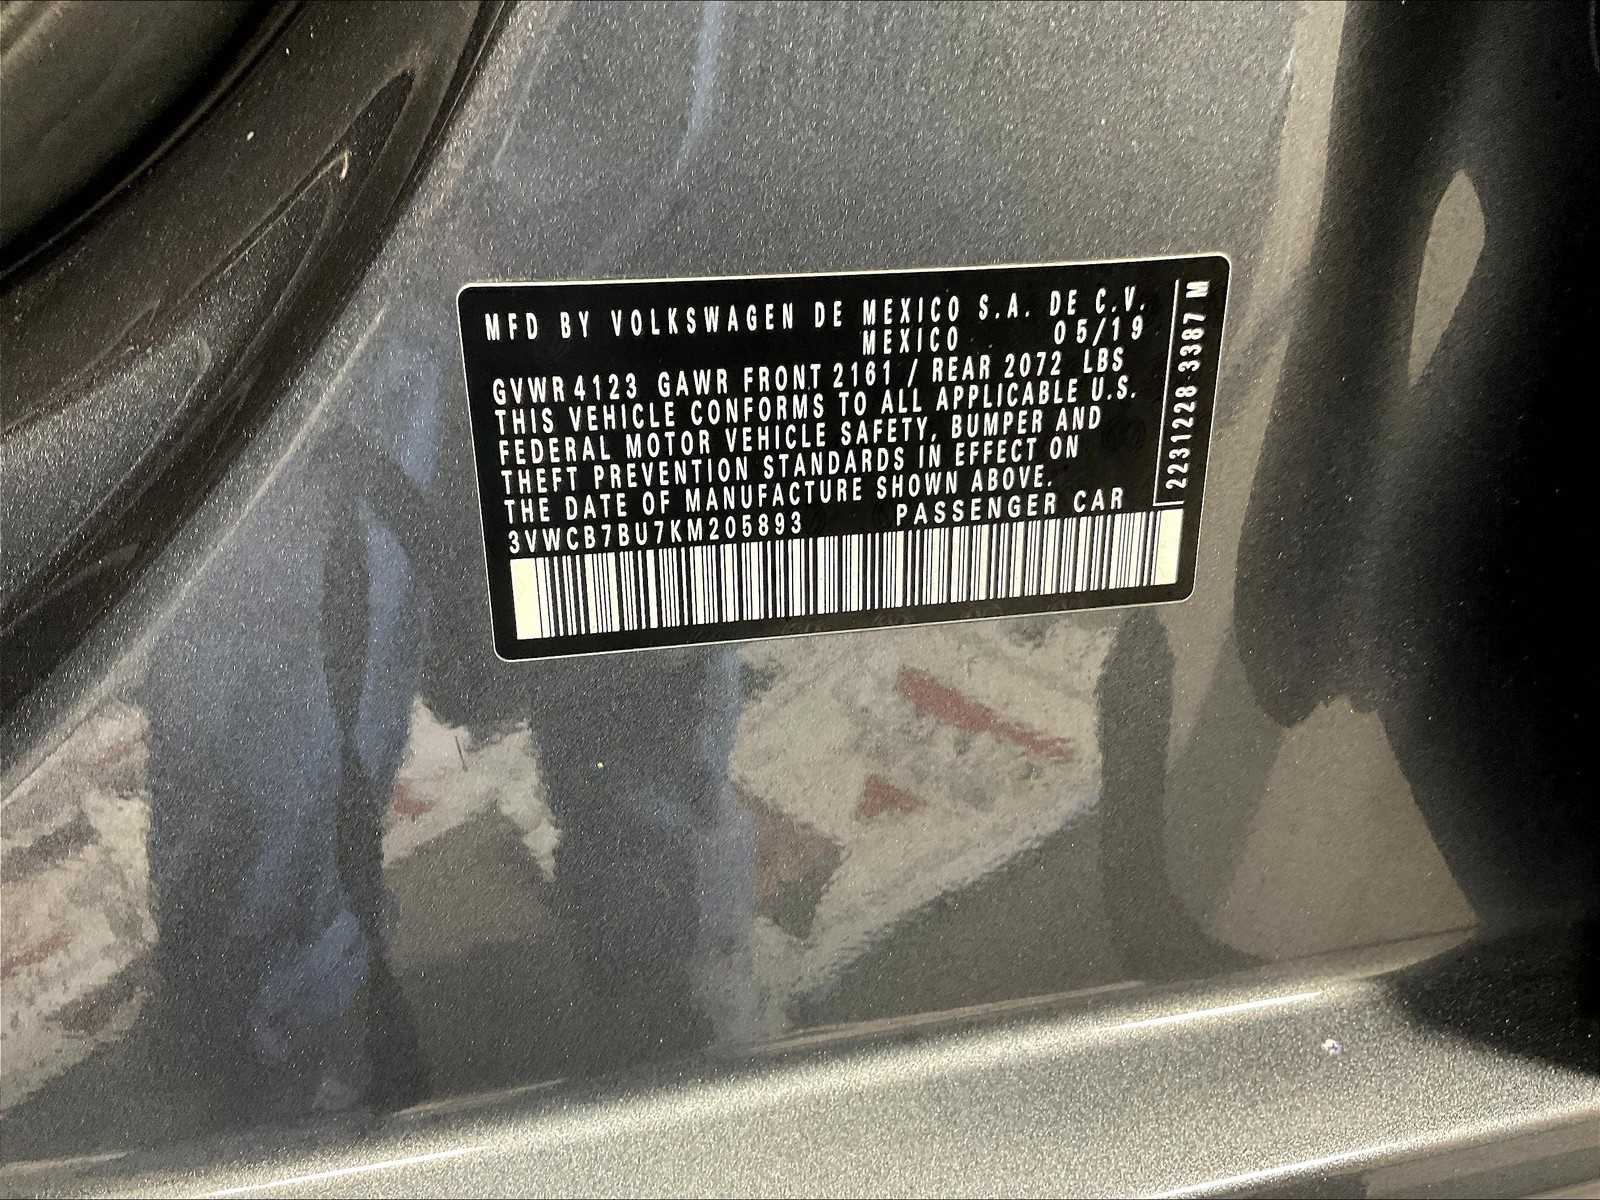 MFD BY VOLKSWAGEN DE MEXICO S.A. DE C.V.
MEXICO 05/19
GVWR 4123 GAWR FRONT 2161 / REAR 2072 LBS
THIS VEHICLE CONFORMS TO ALL APPLICABLE U.S.
FEDERAL MOTOR VEHICLE SAFETY, BUMPER AND
THEFT PREVENTION STANDARDS IN EFFECT ON
THE DATE OF MANUFACTURE SHOWN ABOVE.
3VWCB7BU7KM205893 PASSENGER CAR
2231228 3387 M